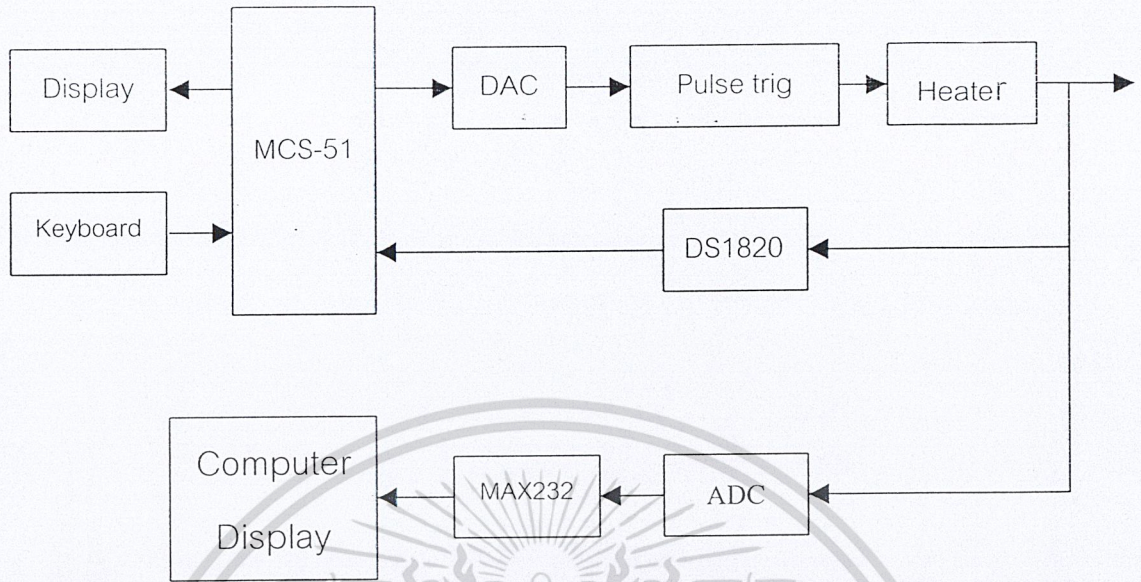 Display
MCS-51
DAC
Pulse trig
Heater
Keyboard
DS1820
Computer
Display
MAX232
ADC